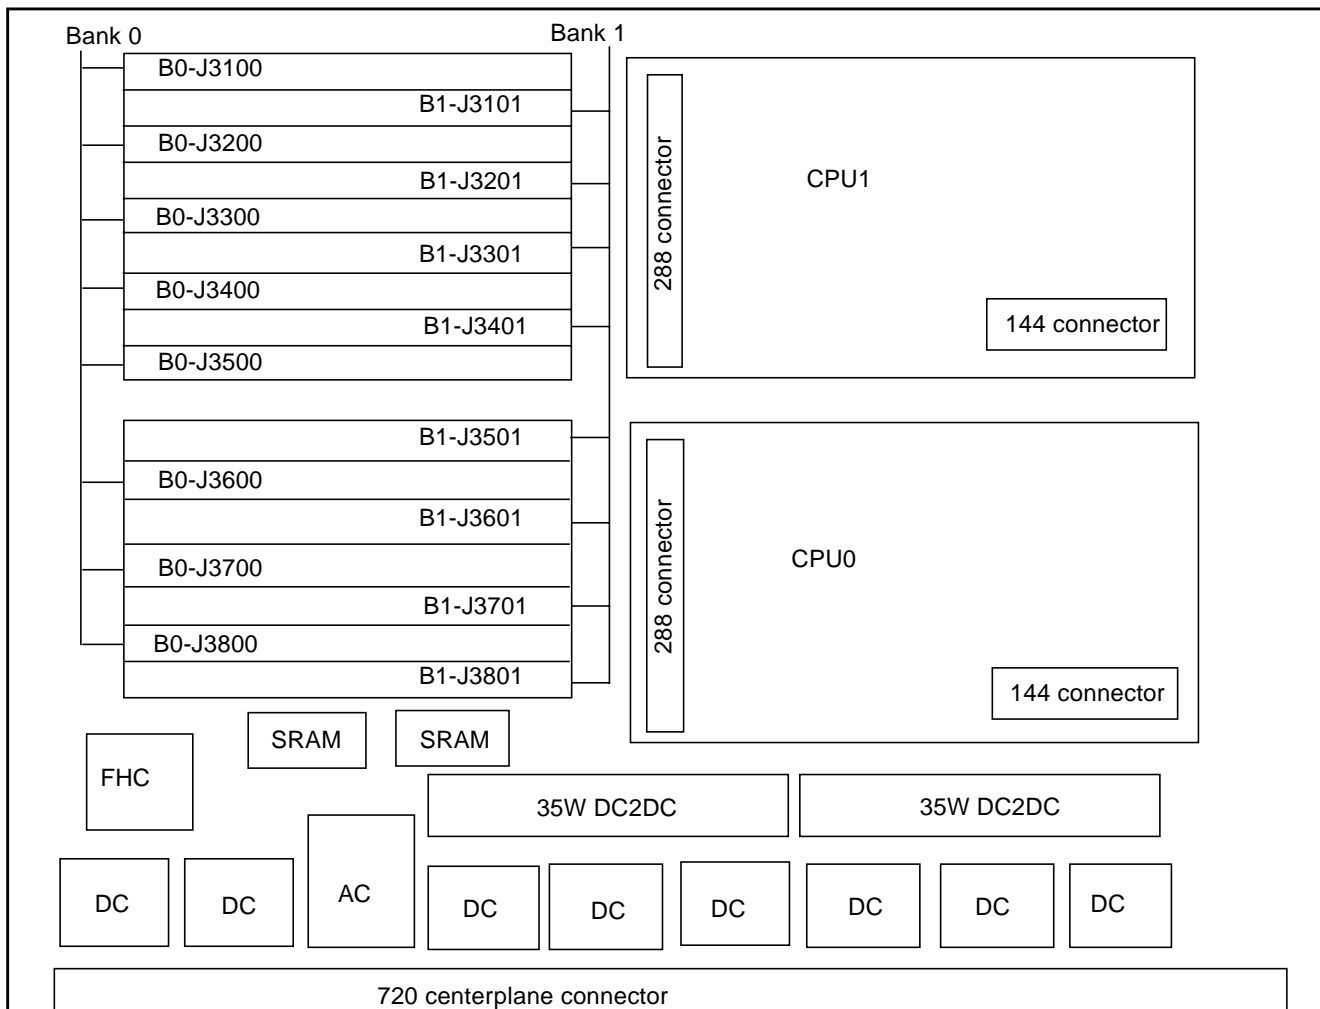 Bank 0
Bank 1
B0-J3100
B1-J3101
B0-J3200
B1-J3201
B0-J3300
B1-J3301
B0-J3400
B1-J3401
B0-J3500
288 connector
CPU1
144 connector
B1-J3501
B0-J3600
B1-J3601
B0-J3700
B1-J3701
B0-J3800
B1-J3801
288 connector
CPU0
144 connector
SRAM
SRAM
FHC
35W DC2DC
35W DC2DC
DC
DC
AC
DC
DC
DC
DC
DC
DC
720 centerplane connector